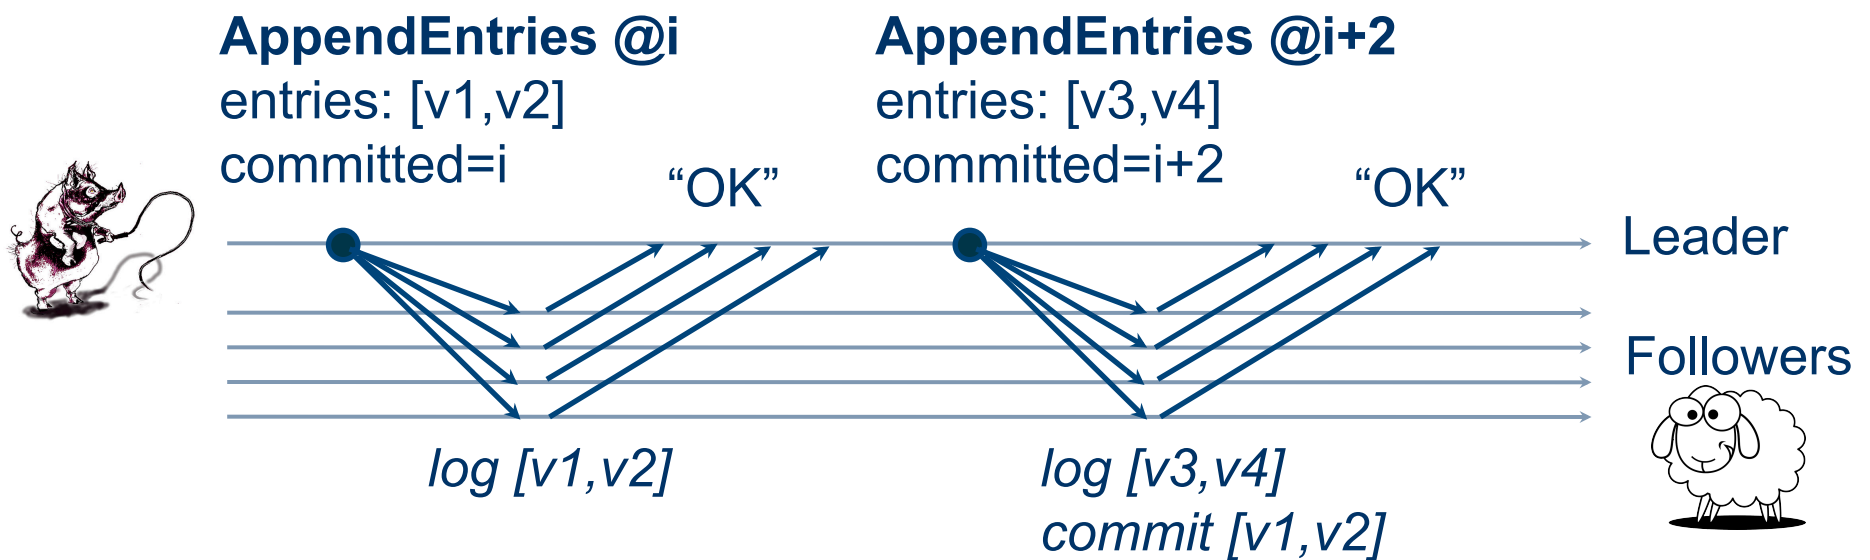 AppendEntries @i
entries: [v1,v2]
committed=i
“OK”
AppendEntries @i+2
entries: [v3,v4]
committed=i+2
“OK”
Leader
Followers
log [v1,v2]
log [v3,v4]
commit [v1,v2]